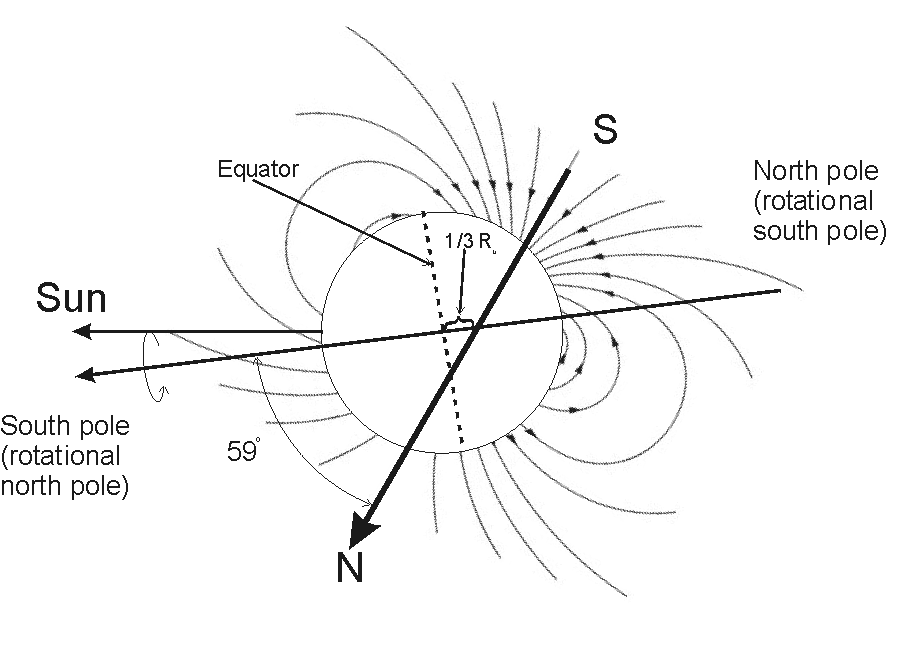 S
Equator
North pole
(rotational
south pole)
1/3 R
Sun
South pole
(rotational
north pole)
59°
N